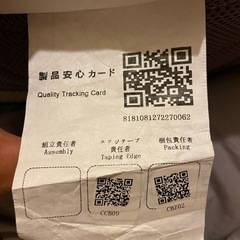 製品安心カード
Quality Tracking Card
8181081272270062
組立責任者
Assembly
エッジテープ
責任者
Taping Edge
梱包責任者
Packing
CCB09
CBZ02